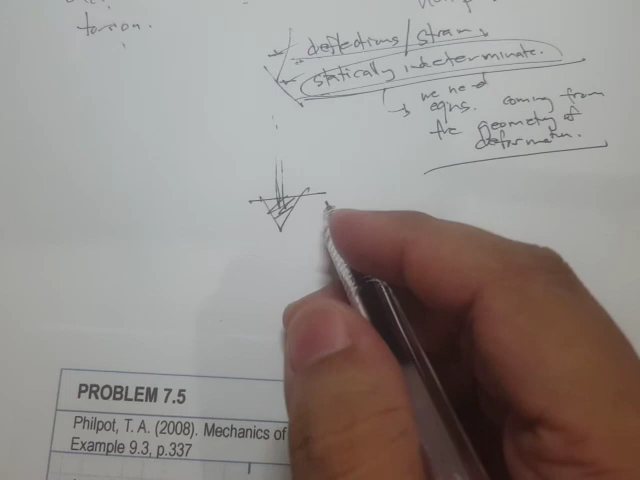 torsion.
deflections/strains
statically indeterminate.
we need
eqns. coming from
the geometry of
deformation.
PROBLEM 7.5
Philpot, T. A. (2008). Mechanics of
Example 9.3, p.337